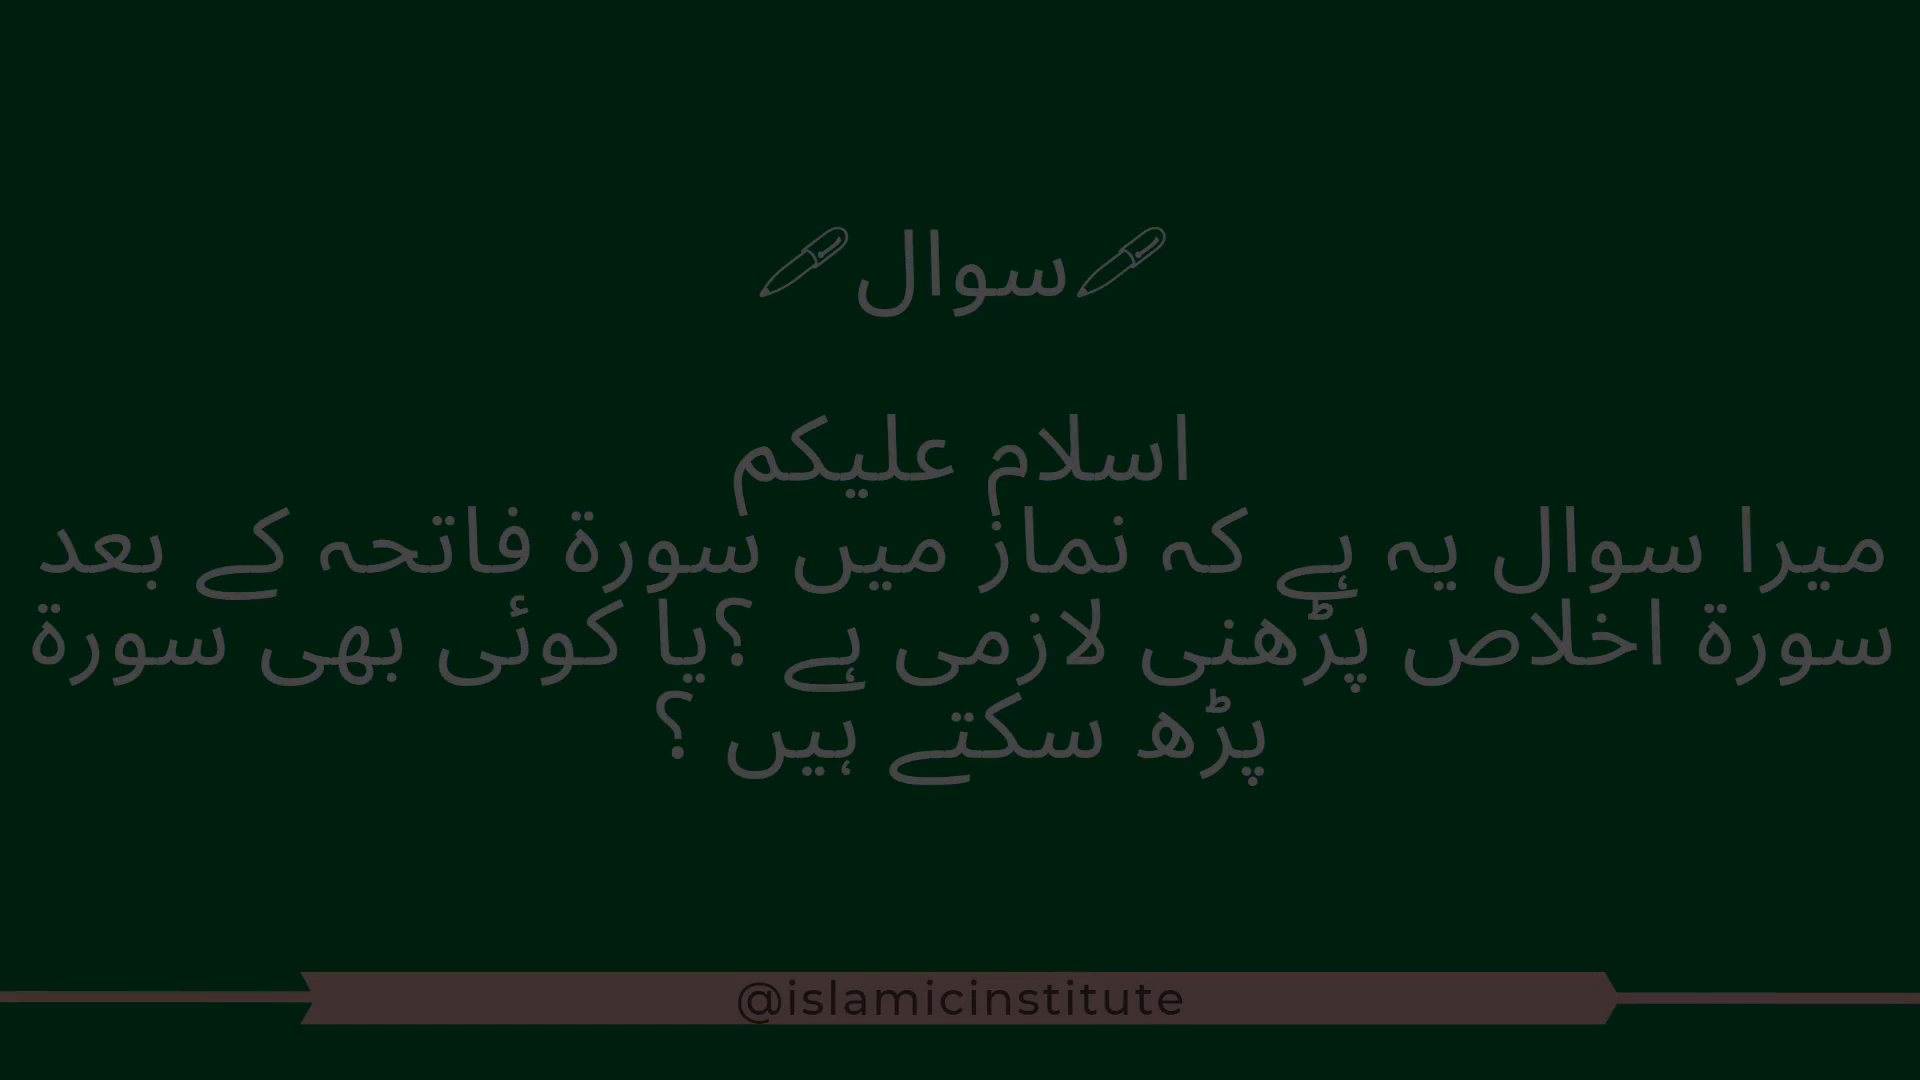 🖊سوال🖊
اسلام علیکم
میرا سوال یہ ہے کہ نماز میں سورۃ فاتحہ کے بعد
سورۃ اخلاص پڑھنی لازمی ہے ؟یا کوئی بھی سورۃ
پڑھ سکتے ہیں ؟
@islamicinstitute